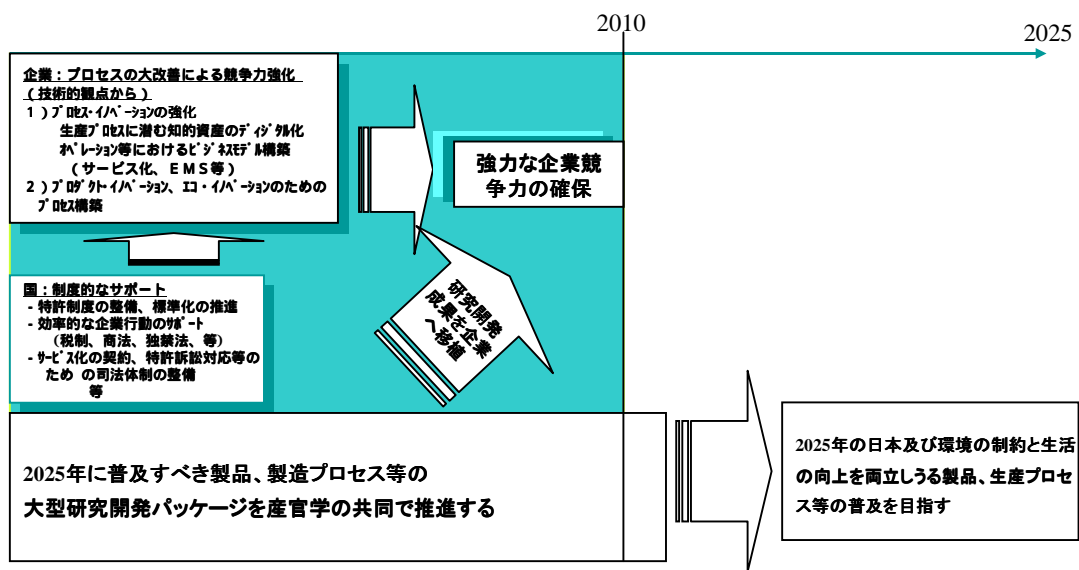 2010
2025
企業：プロセスの大改善による競争力強化
（技術的観点から）
１）ﾌﾟﾛｾｽ･ｲﾉﾍﾞｰｼｮﾝの強化
生産ﾌﾟﾛｾｽに潜む知的資産のﾃﾞｨｼﾞﾀﾙ化
ｵﾍﾟﾚｰｼｮﾝ等におけるﾋﾞｼﾞﾈｽﾓﾃﾞﾙ構築
（サービス化、ＥＭＳ等）
２）ﾌﾟﾛﾀﾞｸﾄ･ｲﾉﾍﾞｰｼｮﾝ、ｴｺ・ｲﾉﾍﾞｰｼｮﾝのための
ﾌﾟﾛｾｽ構築
強力な企業競
争力の確保
国：制度的なサポート
- 特許制度の整備、標準化の推進
- 効率的な企業行動のｻﾎﾟｰﾄ
（税制、商法、独禁法、等）
- ｻｰﾋﾞｽ化の契約、特許訴訟対応等の
ため の司法体制の整備
等
研究開発
成果を企業
へ移植
2025年に普及すべき製品、製造プロセス等の
大型研究開発パッケージを産官学の共同で推進する
2025年の日本及び環境の制約と生活
の向上を両立しうる製品、生産プロセ
ス等の普及を目指す